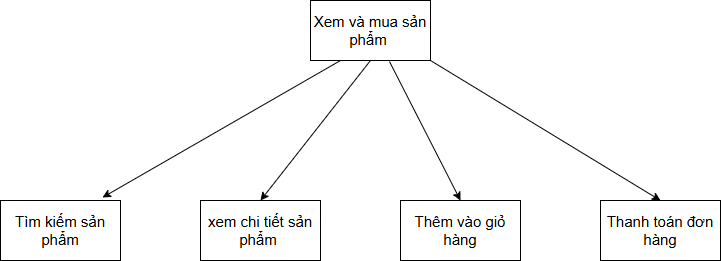 Xem và mua sản
phẩm
Tìm kiếm sản
phẩm
xem chi tiết sản
phẩm
Thêm vào giỏ
hàng
Thanh toán đơn
hàng